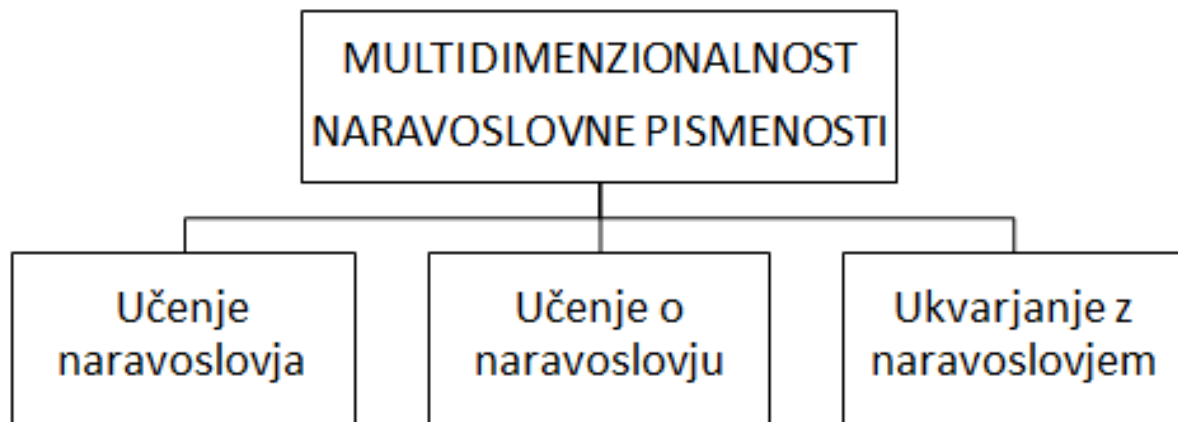 MULTIDIMENZIONALNOST
NARAVOSLOVNE PISMENOSTI
Učenje
naravoslovja
Učenje o
naravoslovju
Ukvarjanje z
naravoslovjem